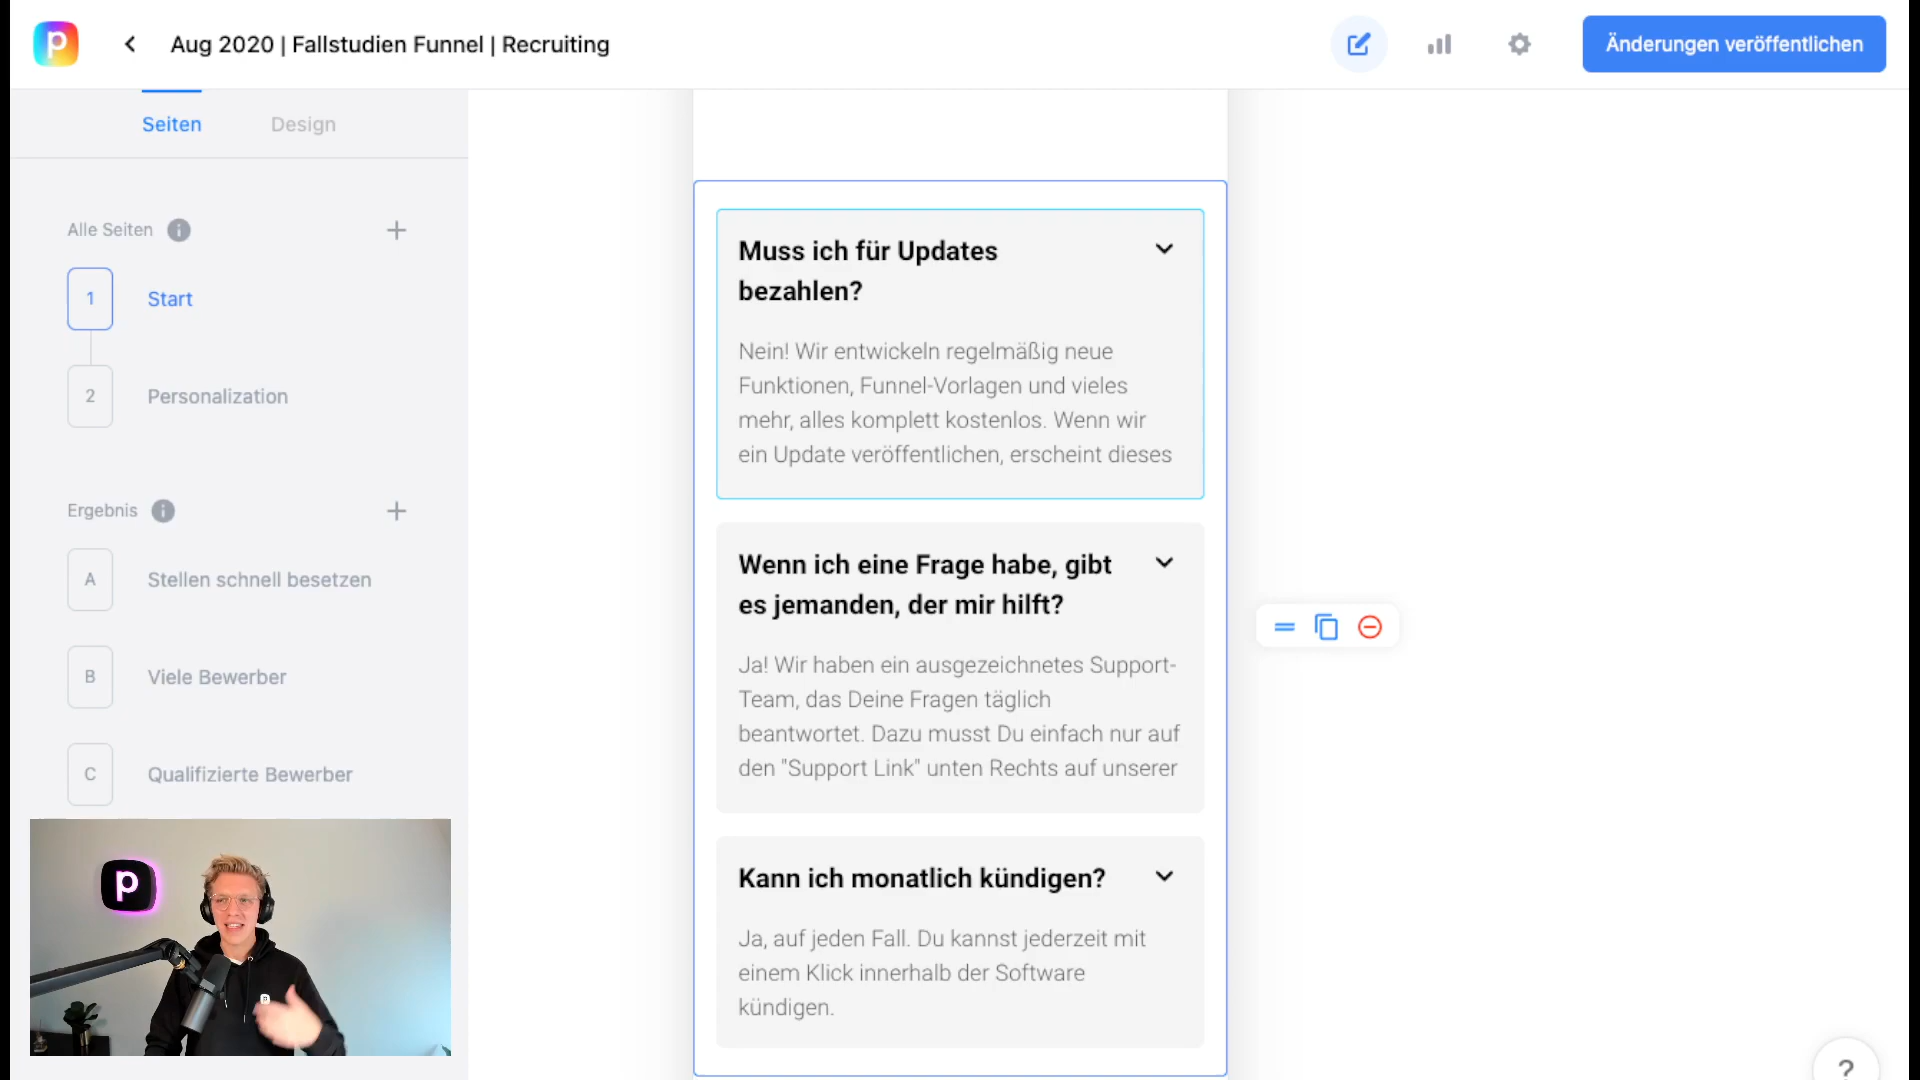 p
Aug 2020 | Fallstudien Funnel | Recruiting
Änderungen veröffentlichen
Seiten
Design
Alle Seiten
1
Start
2
Personalization
Ergebnis
A
Stellen schnell besetzen
B
Viele Bewerber
C
Qualifizierte Bewerber
p
Muss ich für Updates
bezahlen?
Nein! Wir entwickeln regelmäßig neue
Funktionen, Funnel-Vorlagen und vieles
mehr, alles komplett kostenlos. Wenn wir
ein Update veröffentlichen, erscheint dieses
Wenn ich eine Frage habe, gibt
es jemanden, der mir hilft?
Ja! Wir haben ein ausgezeichnetes Support-
Team, das Deine Fragen täglich
beantwortet. Dazu musst Du einfach nur auf
den "Support Link" unten Rechts auf unserer
Kann ich monatlich kündigen?
Ja, auf jeden Fall. Du kannst jederzeit mit
einem Klick innerhalb der Software
kündigen.
?